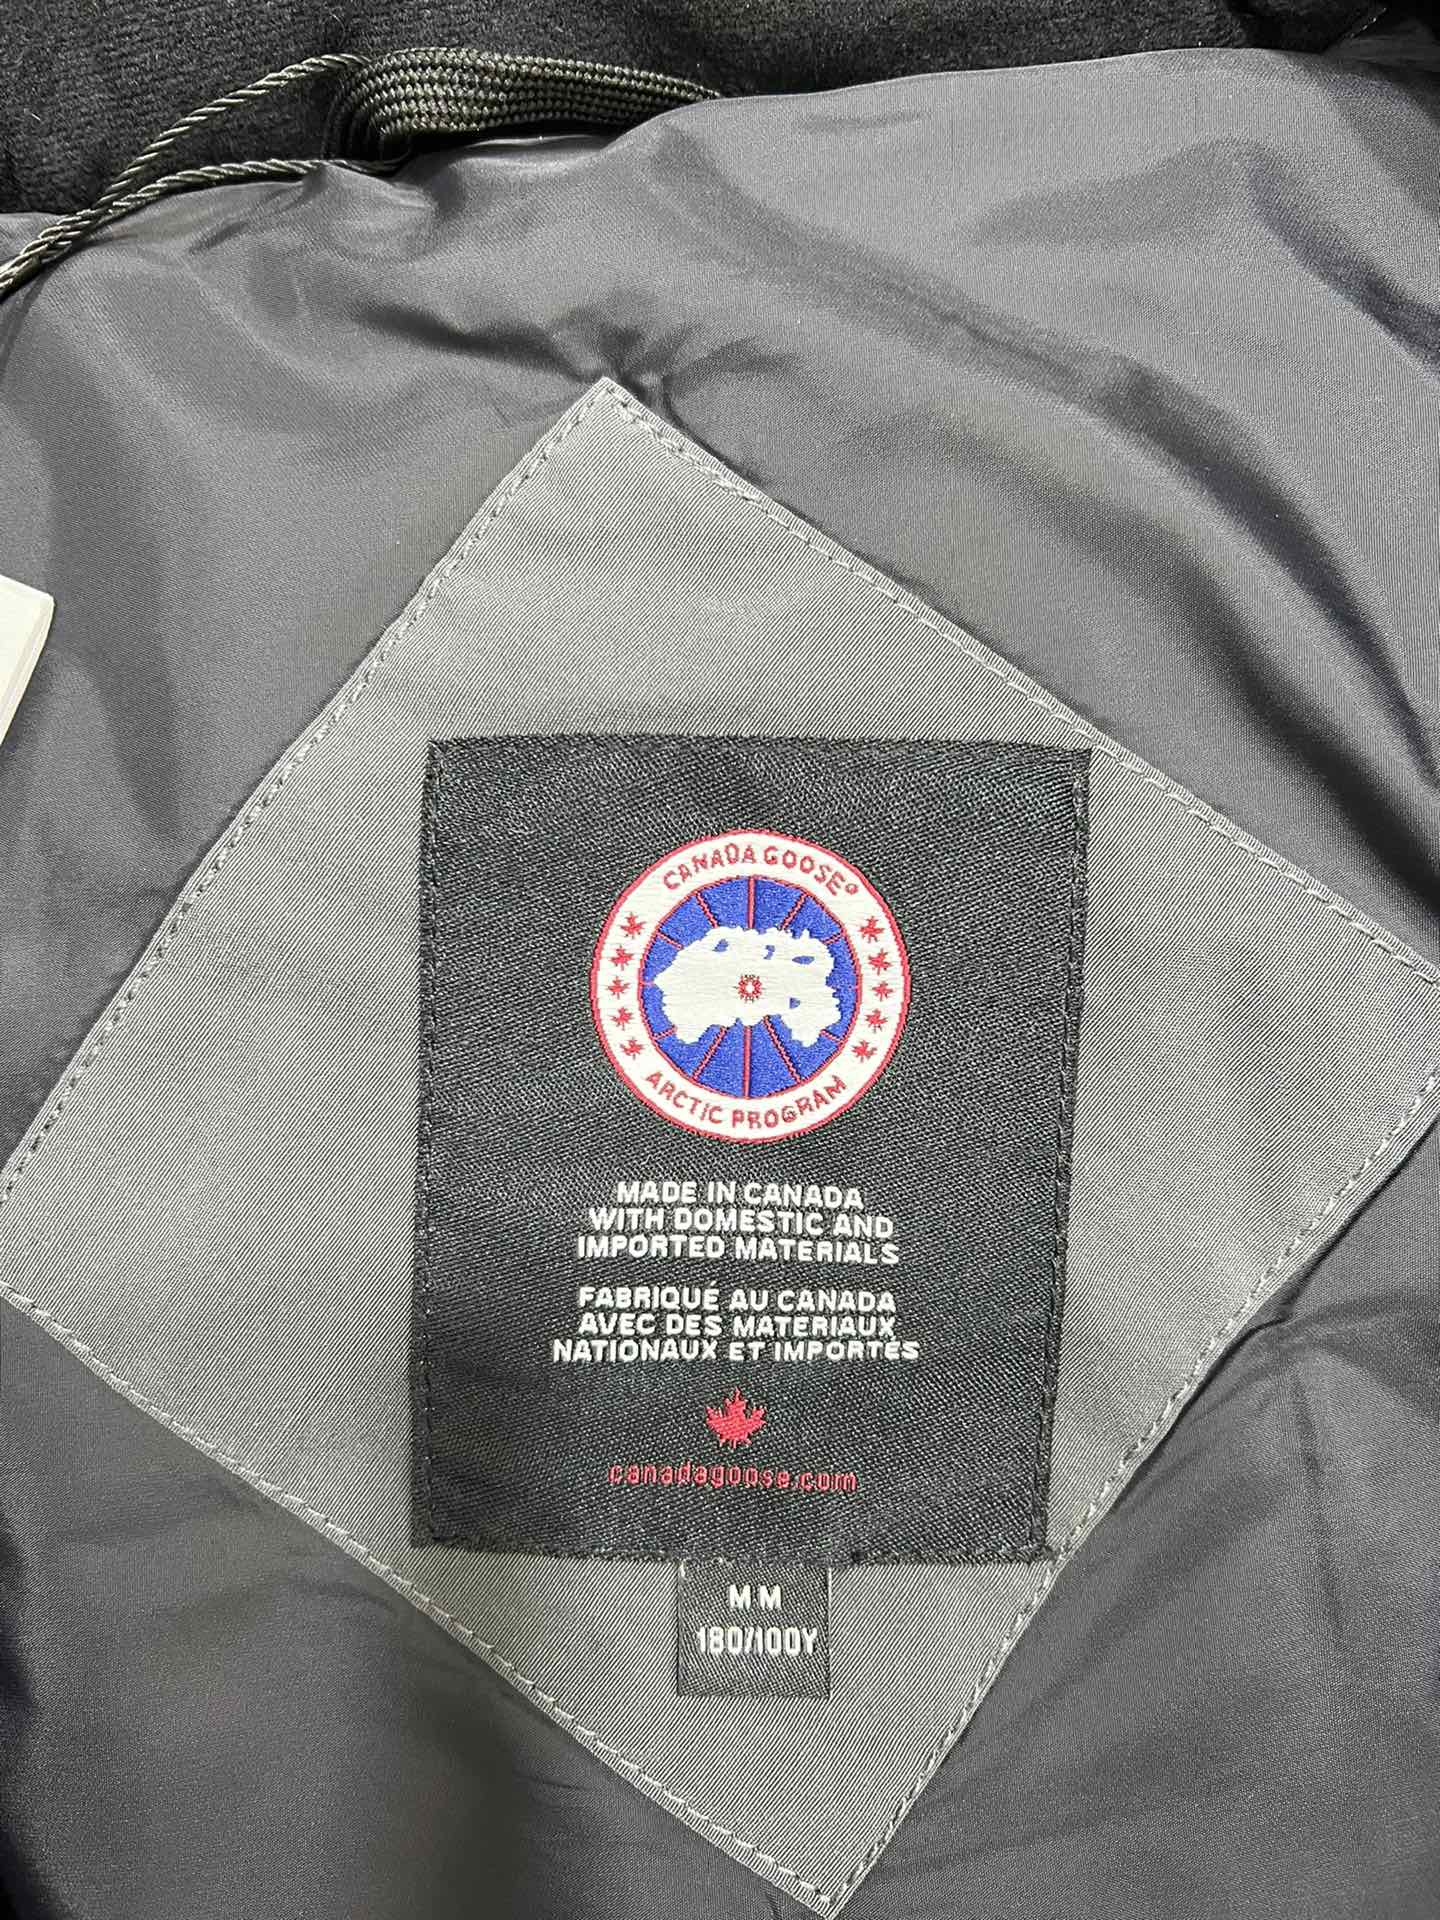 CANADA GOOSE®
ARCTIC PROGRAM
MADE IN CANADA
WITH DOMESTIC AND
IMPORTED MATERIALS
FABRIQUÉ AU CANADA
AVEC DES MATERIAUX
NATIONAUX ET IMPORTÉS
canadagoose.com
M M
180/100Y